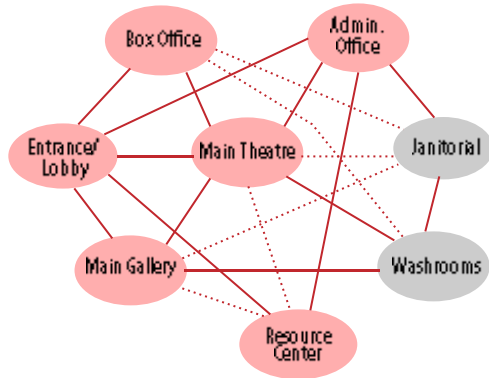 Box Office
Admin.
Office
Entrance/
Lobby
Main Theatre
Janitorial
Main Gallery
Washrooms
Resource
Center